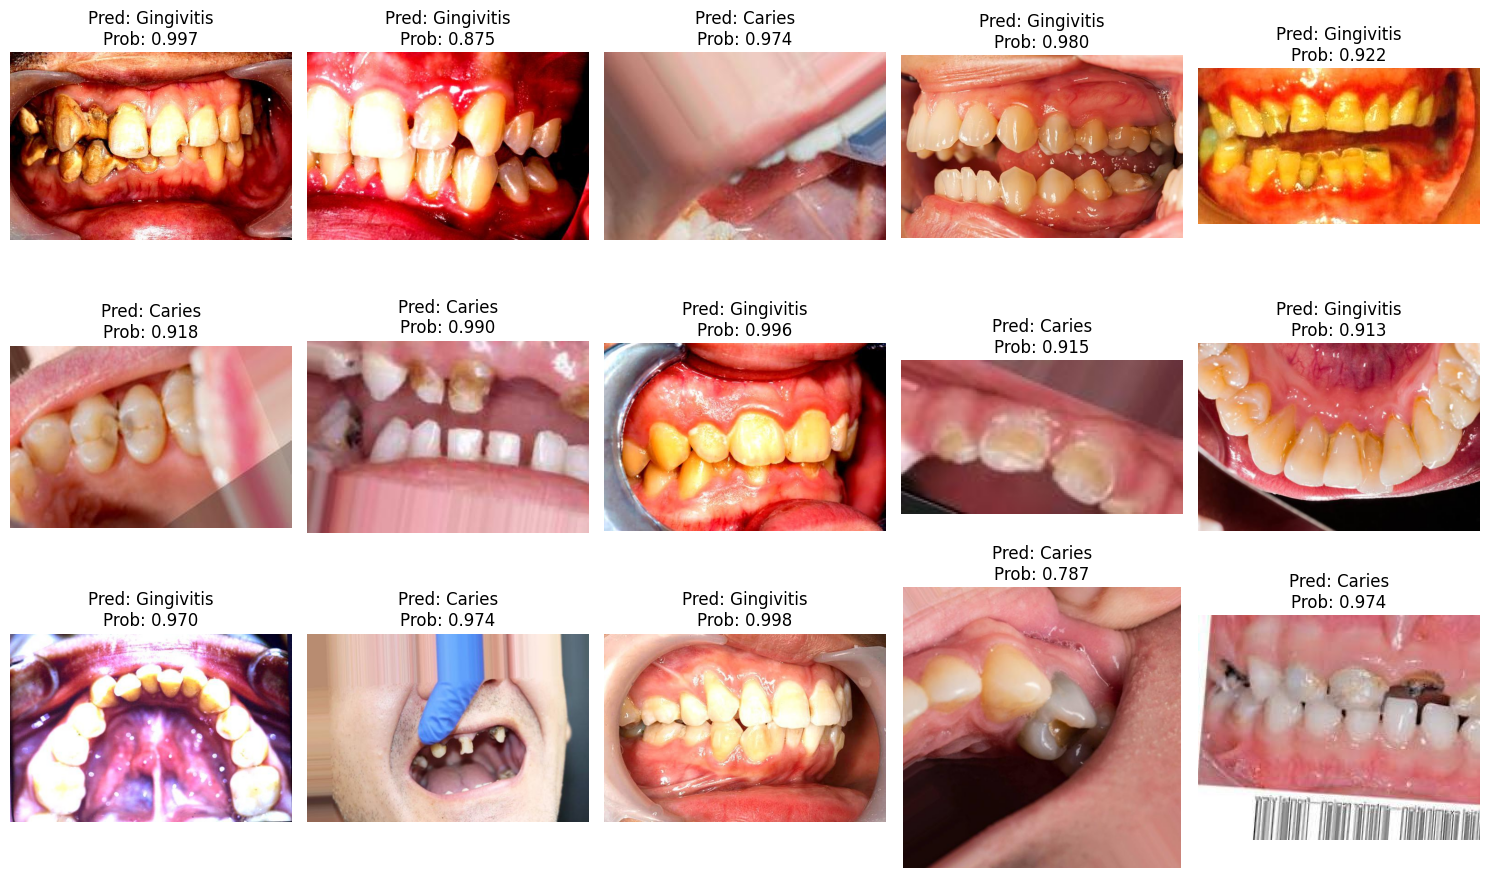 Pred: Gingivitis
Prob: 0.997
Pred: Gingivitis
Prob: 0.875
Pred: Caries
Prob: 0.974
Pred: Gingivitis
Prob: 0.980
Pred: Gingivitis
Prob: 0.922
Pred: Caries
Prob: 0.918
Pred: Caries
Prob: 0.990
Pred: Gingivitis
Prob: 0.996
Pred: Caries
Prob: 0.915
Pred: Gingivitis
Prob: 0.913
Pred: Gingivitis
Prob: 0.970
Pred: Caries
Prob: 0.974
Pred: Gingivitis
Prob: 0.998
Pred: Caries
Prob: 0.787
Pred: Caries
Prob: 0.974